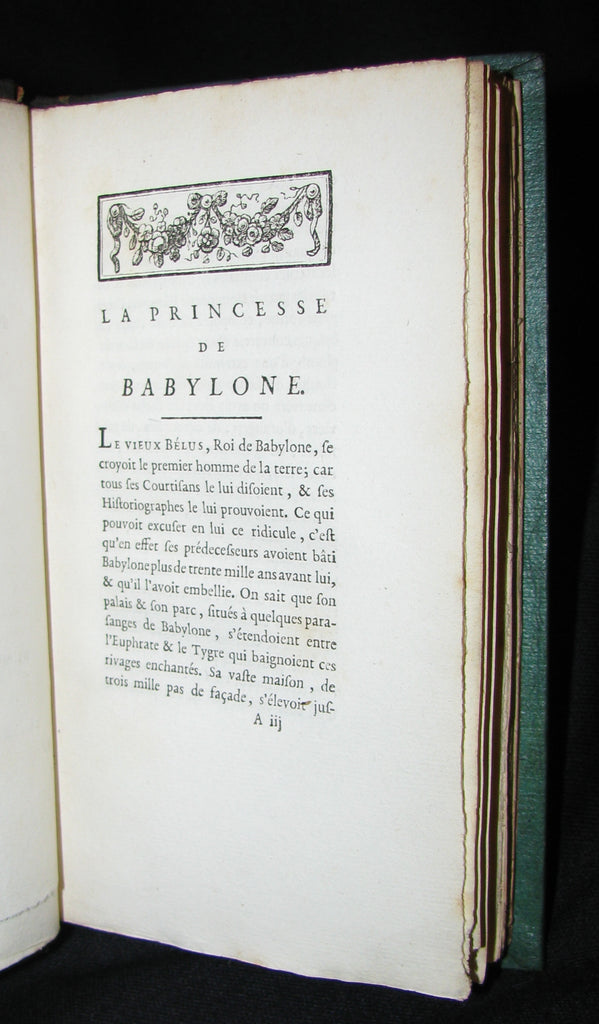 LA PRINCESSE
DE
BABYLONE.
LE VIEUX BÉLUS, Roi de Babylone, ſe
croyoit le premier homme de la terre; car
tous ſes Courtiſans le lui diſoient, & ſes
Hiſtoriographes le lui prouvoient. Ce qui
pouvoit excuſer en lui ce ridicule, c'eſt
qu'en effet ſes prédeceſseurs avoient bâti
Babylone plus de trente mille ans avant lui,
& qu'il l'avoit embellie. On sait que ſon
palais & ſon parc, ſitués à quelques para-
ſanges de Babylone, s'étendoient entre
l'Euphrate & le Tygre qui baignoient ces
rivages enchantés. Sa vaſte maiſon, de
trois mille pas de façade, s'élevoit juſ-
A iij